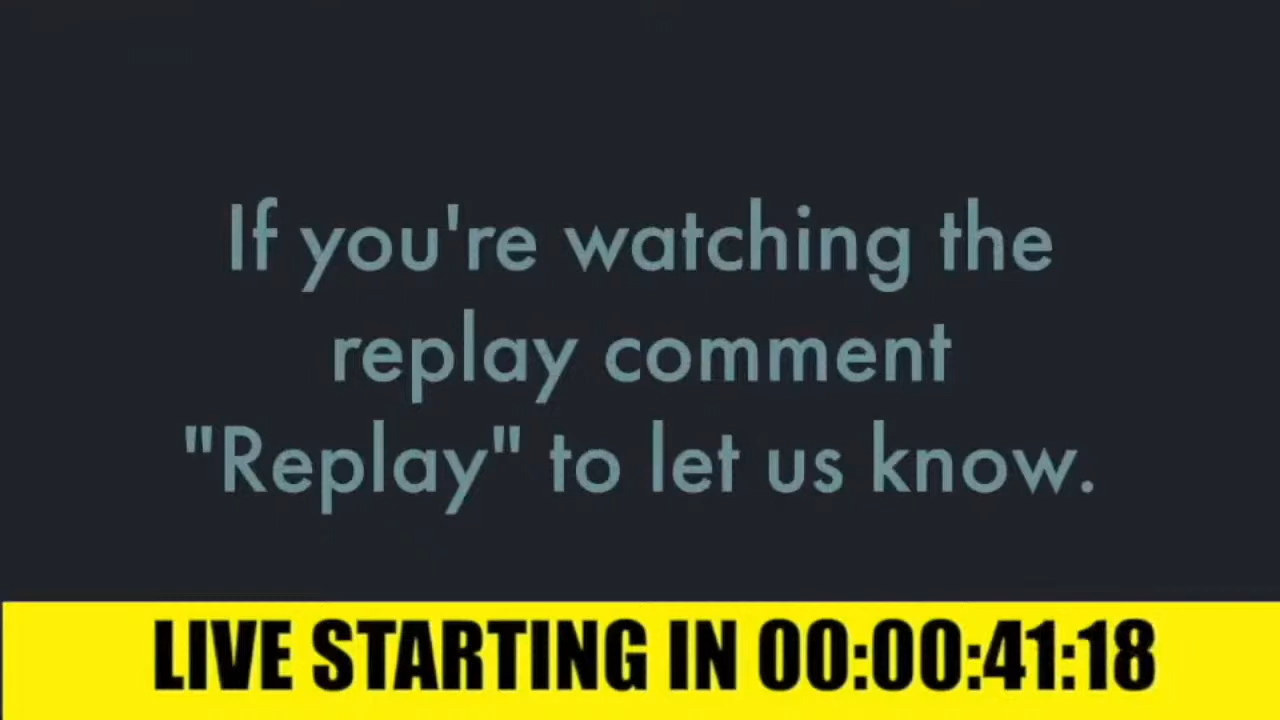 If you're watching the
replay comment
"Replay" to let us know.
LIVE STARTING IN 00:00:41:18